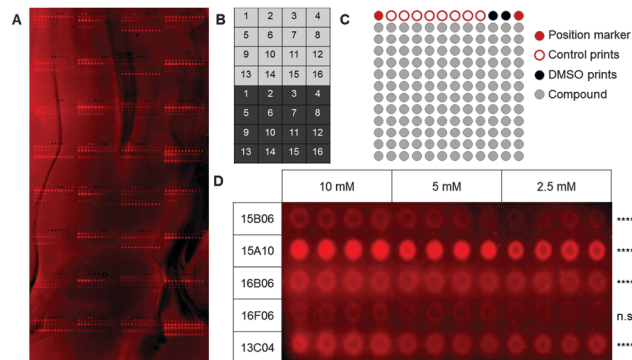 A
B
1 2 3 4
5 6 7 8
9 10 11 12
13 14 15 16
1 2 3 4
5 6 7 8
9 10 11 12
13 14 15 16
C
Position marker
Control prints
DMSO prints
Compound
D
10 mM 5 mM 2.5 mM
15B06 ****
15A10 ****
16B06 ****
16F06 n.s
13C04 ****